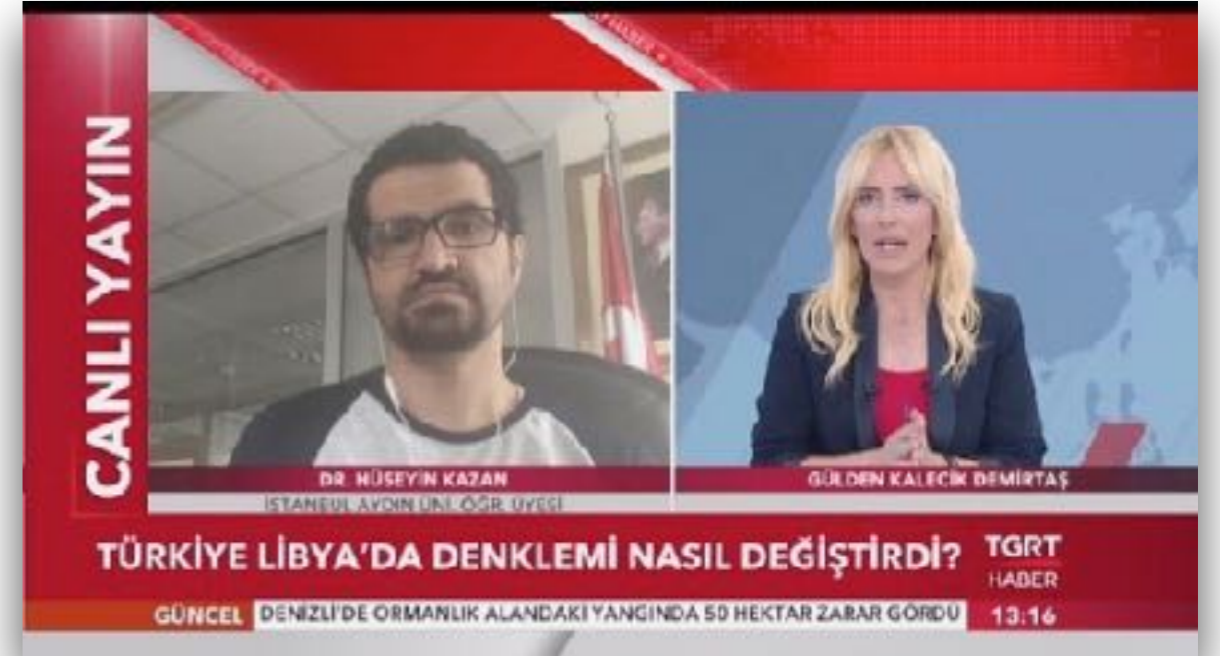 CANLI YAYIN
DR. HÜSEYİN KAZAN
İSTANBUL AYDIN ÜNİ. ÖĞR. ÜYESİ
GÜLDEN KALECİK DEMİRTAŞ
TÜRKİYE LİBYA'DA DENKLEMİ NASIL DEĞİŞTİRDİ?
TGRT
HABER
GÜNCEL DENİZLİ'DE ORMANLIK ALANDAKİ YANGINDA 50 HEKTAR ZARAR GÖRDÜ
13:16